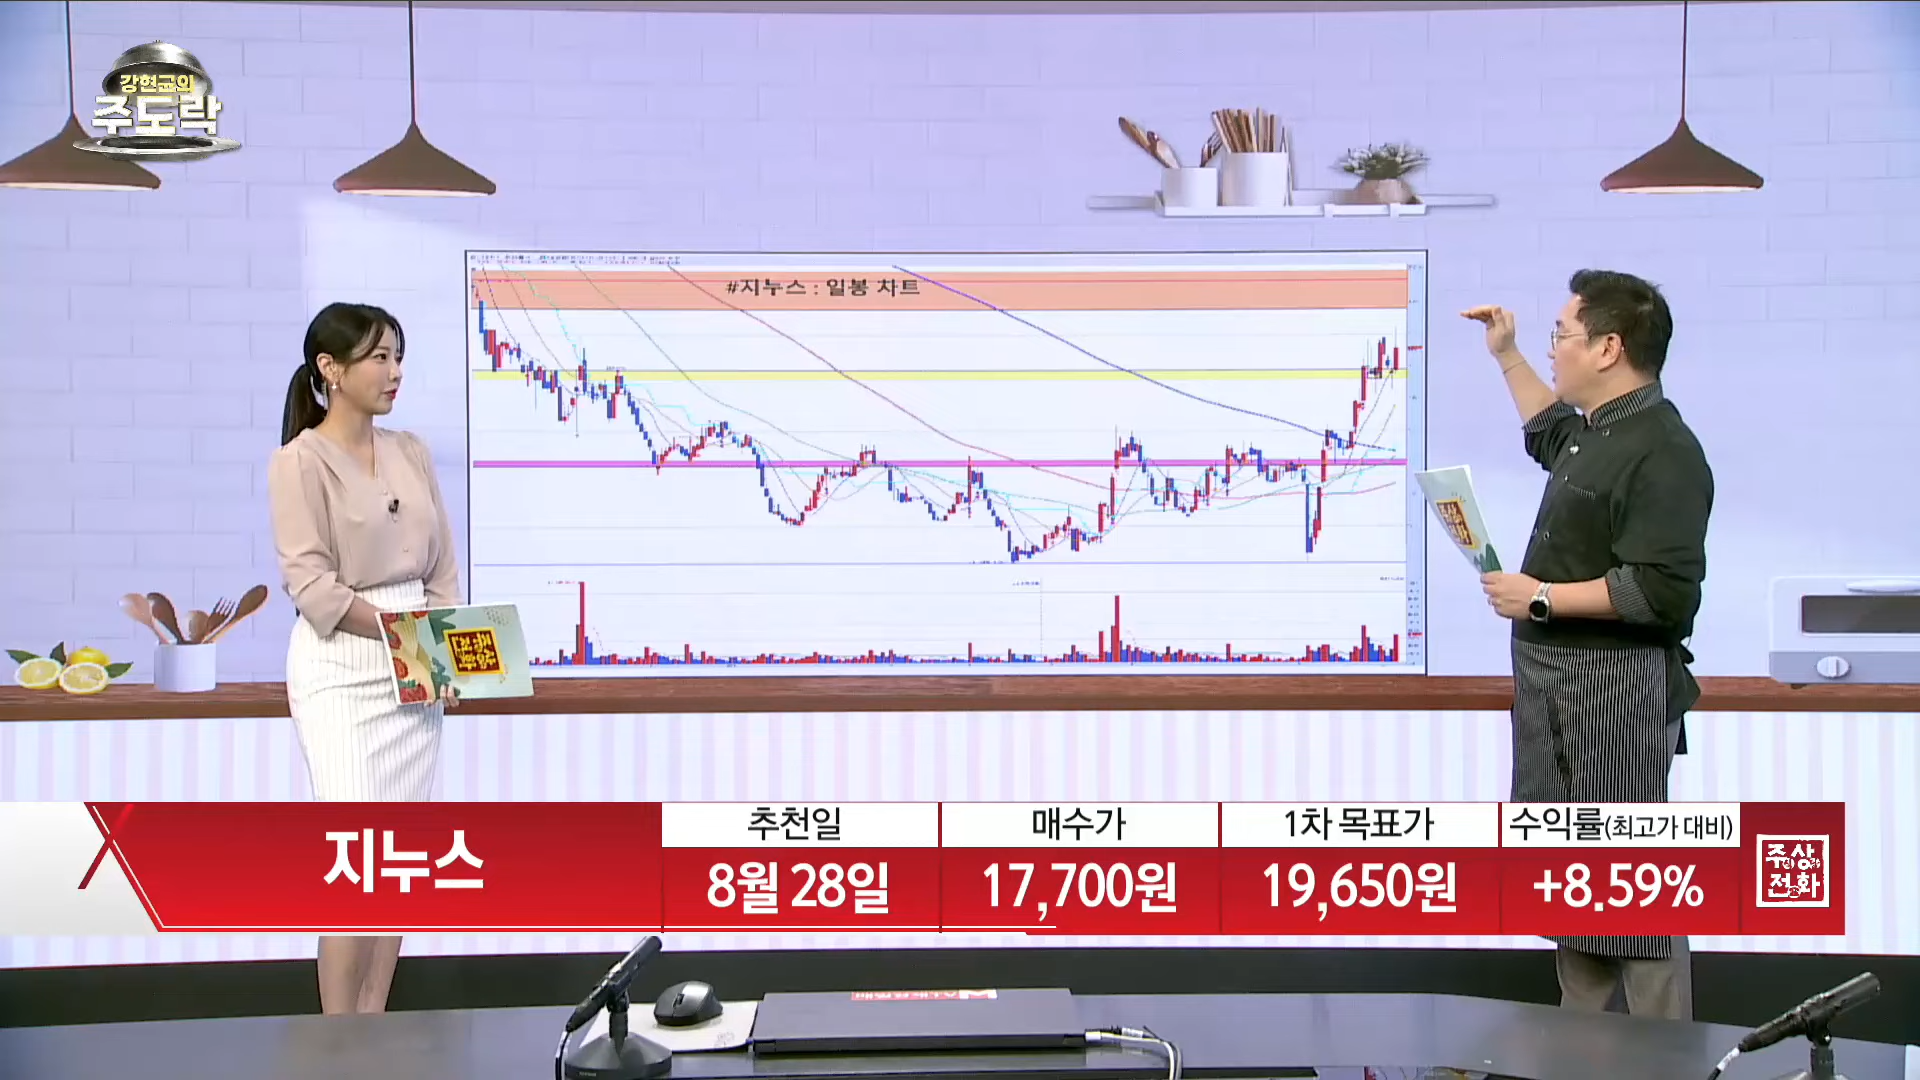 강현균의
주도락
#지누스 : 일봉 차트
지누스
추천일
8월 28일
매수가
17,700원
1차 목표가
19,650원
수익률(최고가 대비)
+8.59%
주상
전화